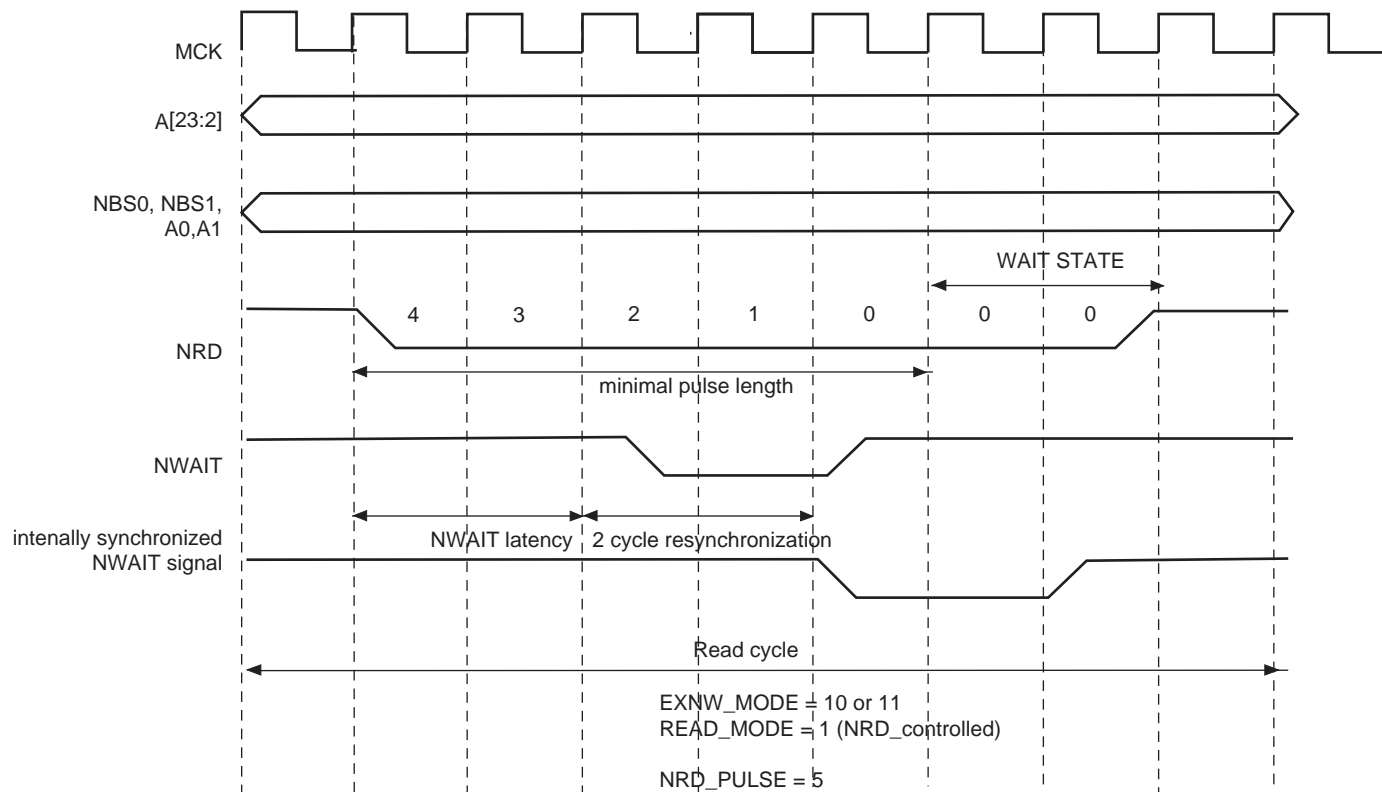 MCK
A[23:2]
NBS0, NBS1,
A0,A1
WAIT STATE
4 3 2 1 0 0 0
NRD
minimal pulse length
NWAIT
NWAIT latency 2 cycle resynchronization
intenally synchronized
NWAIT signal
Read cycle
EXNW_MODE = 10 or 11
READ_MODE = 1 (NRD_controlled)
NRD_PULSE = 5